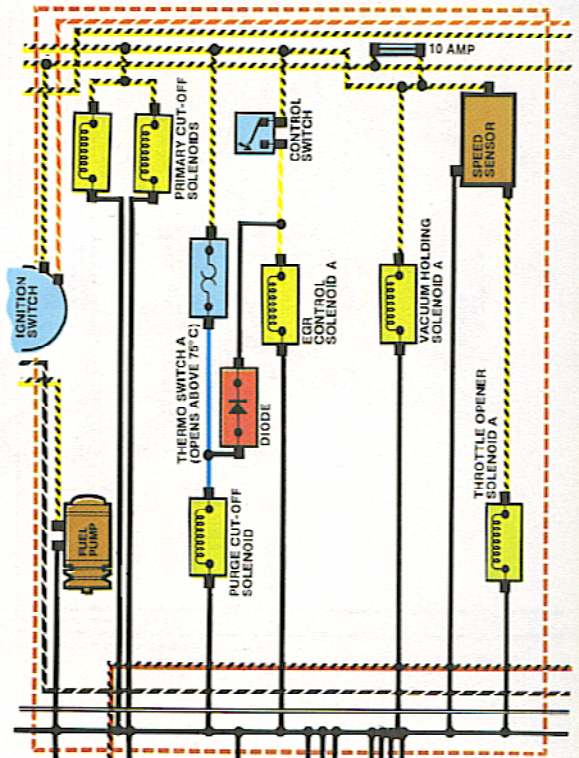 10 AMP
PRIMARY CUT-OFF
SOLENOIDS
CONTROL
SWITCH
SPEED
SENSOR
IGNITION
SWITCH
THERMO SWITCH A
(OPENS ABOVE 75°C)
EGR
CONTROL
SOLENOID A
VACUUM HOLDING
SOLENOID A
DIODE
THROTTLE OPENER
SOLENOID A
FUEL
PUMP
PURGE CUT-OFF
SOLENOID